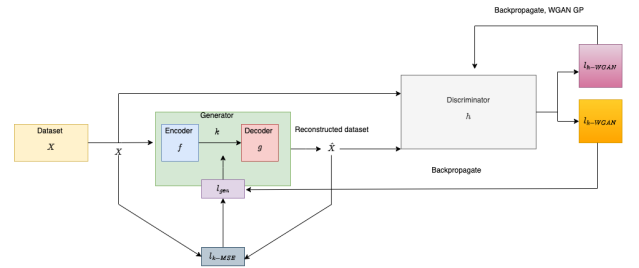 Backpropagate, WGAN GP
l_{h-WGAN}
Discriminator
h
Generator
Dataset
X
Encoder
f
k
Decoder
g
Reconstructed dataset
X
X̂
l_{h-WGAN}
Backpropagate
l_{gen}
l_{k-MSE}